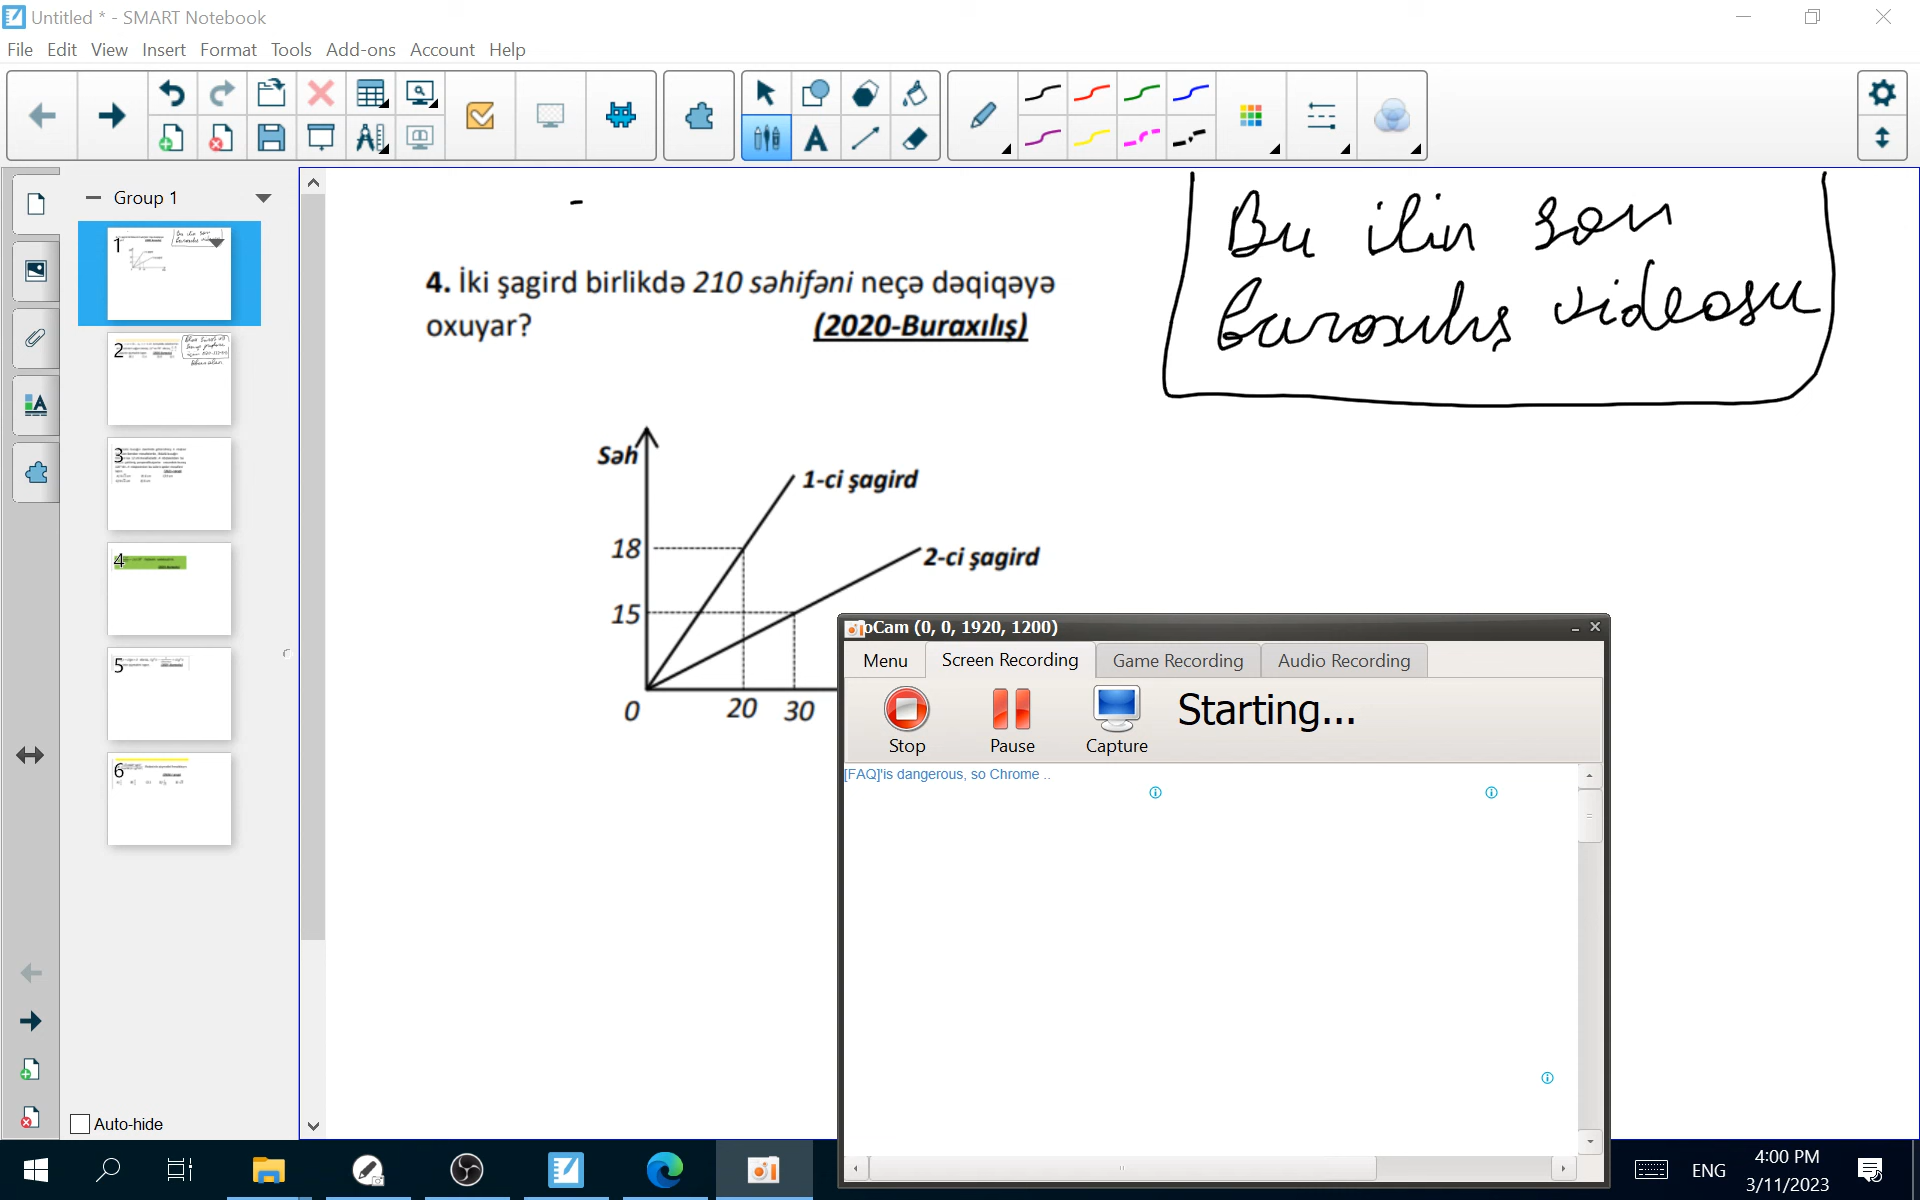 Untitled * - SMART Notebook
File Edit View Insert Format Tools Add-ons Account Help
Group 1
1
2
3
4
5
6
Auto-hide
Bu ilin son
buraxılış videosu
4. İki şagird birlikdə 210 səhifəni neçə dəqiqəyə
oxuyar? (2020-Buraxılış)
Səh
1-ci şagird
18
2-ci şagird
15
0 20 30
oCam (0, 0, 1920, 1200)
Menu Screen Recording Game Recording Audio Recording
Starting...
Stop Pause Capture
[FAQ]'is dangerous, so Chrome ..
ENG
4:00 PM
3/11/2023